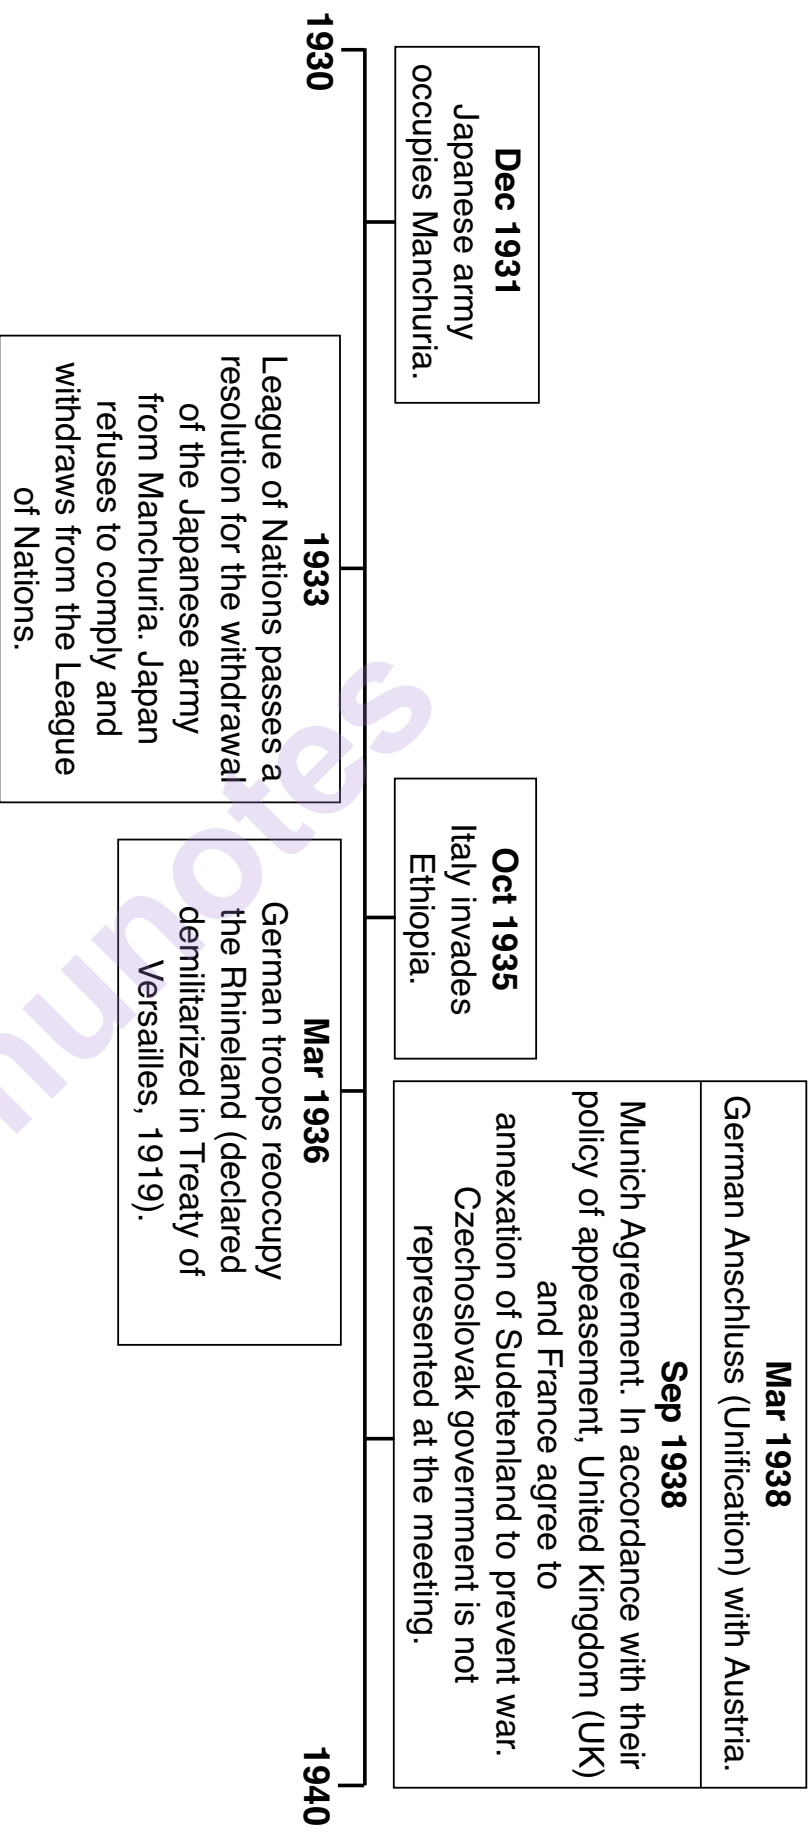 Dec 1931
Japanese army
occupies Manchuria.
Oct 1935
Italy invades
Ethiopia.
Mar 1938
German Anschluss (Unification) with Austria.
Sep 1938
Munich Agreement. In accordance with their
policy of appeasement, United Kingdom (UK)
and France agree to
annexation of Sudetenland to prevent war.
Czechoslovak government is not
represented at the meeting.
1930
1940
1933
League of Nations passes a
resolution for the withdrawal
of the Japanese army
from Manchuria. Japan
refuses to comply and
withdraws from the League
of Nations.
Mar 1936
German troops reoccupy
the Rhineland (declared
demilitarized in Treaty of
Versailles, 1919).
munotes